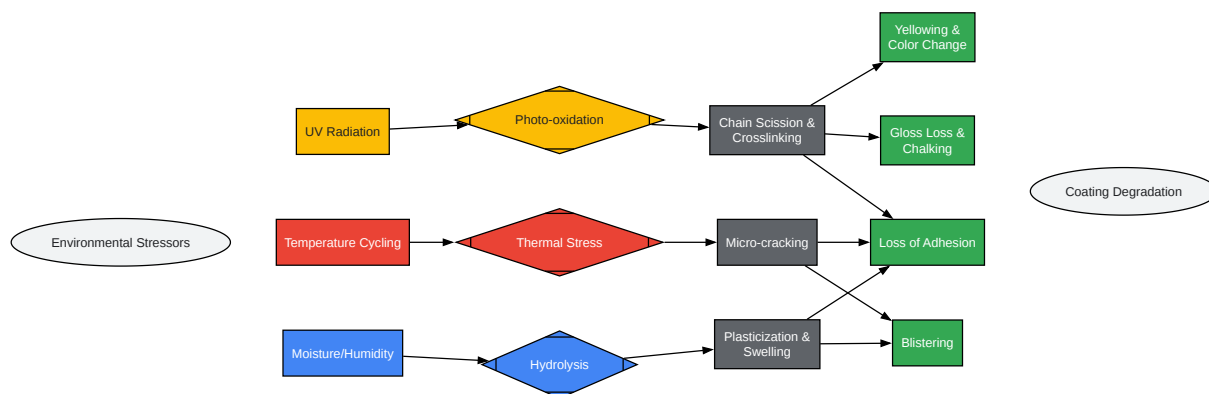 Yellowing &
Color Change
UV Radiation
Photo-oxidation
Chain Scission &
Crosslinking
Gloss Loss &
Chalking
Coating Degradation
Environmental Stressors
Temperature Cycling
Thermal Stress
Micro-cracking
Loss of Adhesion
Moisture/Humidity
Hydrolysis
Plasticization &
Swelling
Blistering